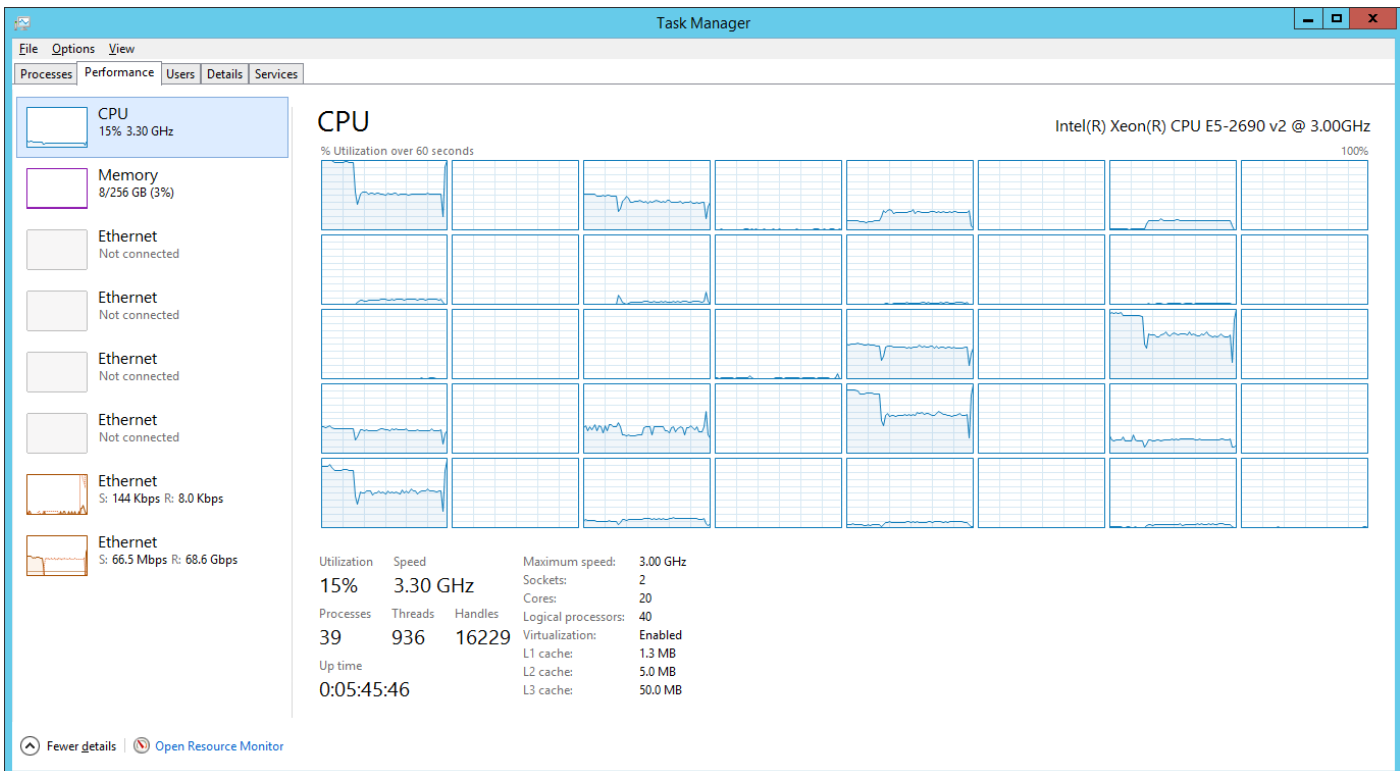 Task Manager
File Options View
Processes Performance Users Details Services
CPU
15% 3.30 GHz
Memory
8/256 GB (3%)
Ethernet
Not connected
Ethernet
Not connected
Ethernet
Not connected
Ethernet
Not connected
Ethernet
S: 144 Kbps R: 8.0 Kbps
Ethernet
S: 66.5 Mbps R: 68.6 Gbps
CPU
Intel(R) Xeon(R) CPU E5-2690 v2 @ 3.00GHz
% Utilization over 60 seconds
100%
Utilization Speed
15% 3.30 GHz
Processes Threads Handles
39 936 16229
Up time
0:05:45:46
Maximum speed: 3.00 GHz
Sockets: 2
Cores: 20
Logical processors: 40
Virtualization: Enabled
L1 cache: 1.3 MB
L2 cache: 5.0 MB
L3 cache: 50.0 MB
Fewer details
Open Resource Monitor